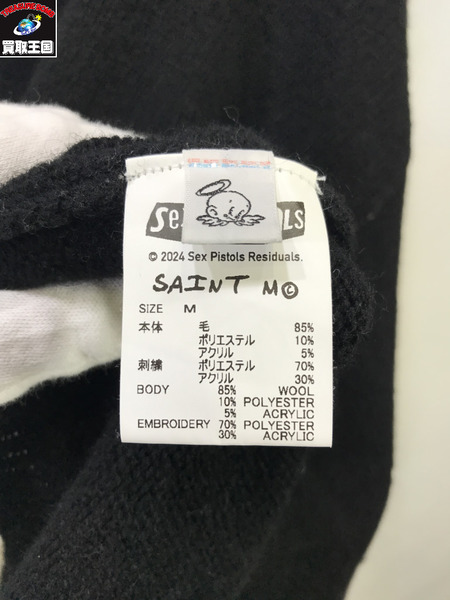 買取王国
Se LS
© 2024 Sex Pistols Residuals.
SAINT M©
SIZE M
本体 毛 85%
ポリエステル 10%
アクリル 5%
刺繍 ポリエステル 70%
アクリル 30%
BODY 85% WOOL
10% POLYESTER
5% ACRYLIC
EMBROIDERY 70% POLYESTER
30% ACRYLIC